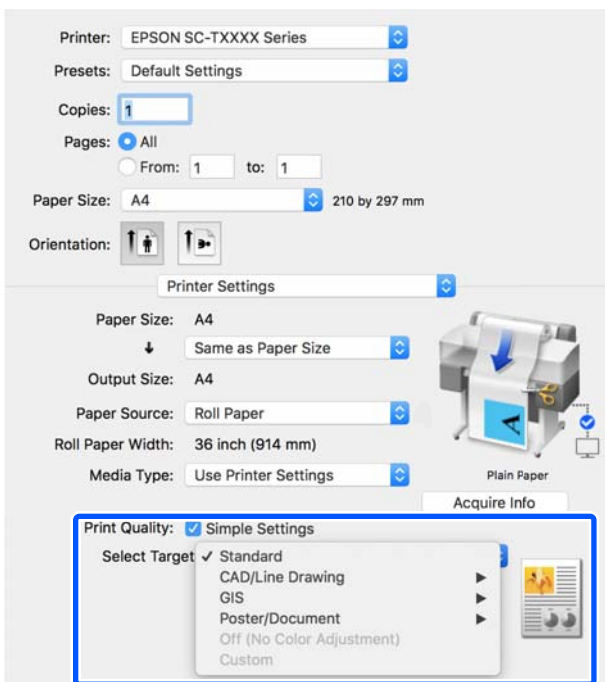 Printer: EPSON SC-TXXXX Series
Presets: Default Settings
Copies: 1
Pages: All
From: 1 to: 1
Paper Size: A4 210 by 297 mm
Orientation:
Printer Settings
Paper Size: A4
Same as Paper Size
Output Size: A4
Paper Source: Roll Paper
Roll Paper Width: 36 inch (914 mm)
Media Type: Use Printer Settings
Plain Paper
Acquire Info
Print Quality: Simple Settings
Select Target Standard
CAD/Line Drawing
GIS
Poster/Document
Off (No Color Adjustment)
Custom